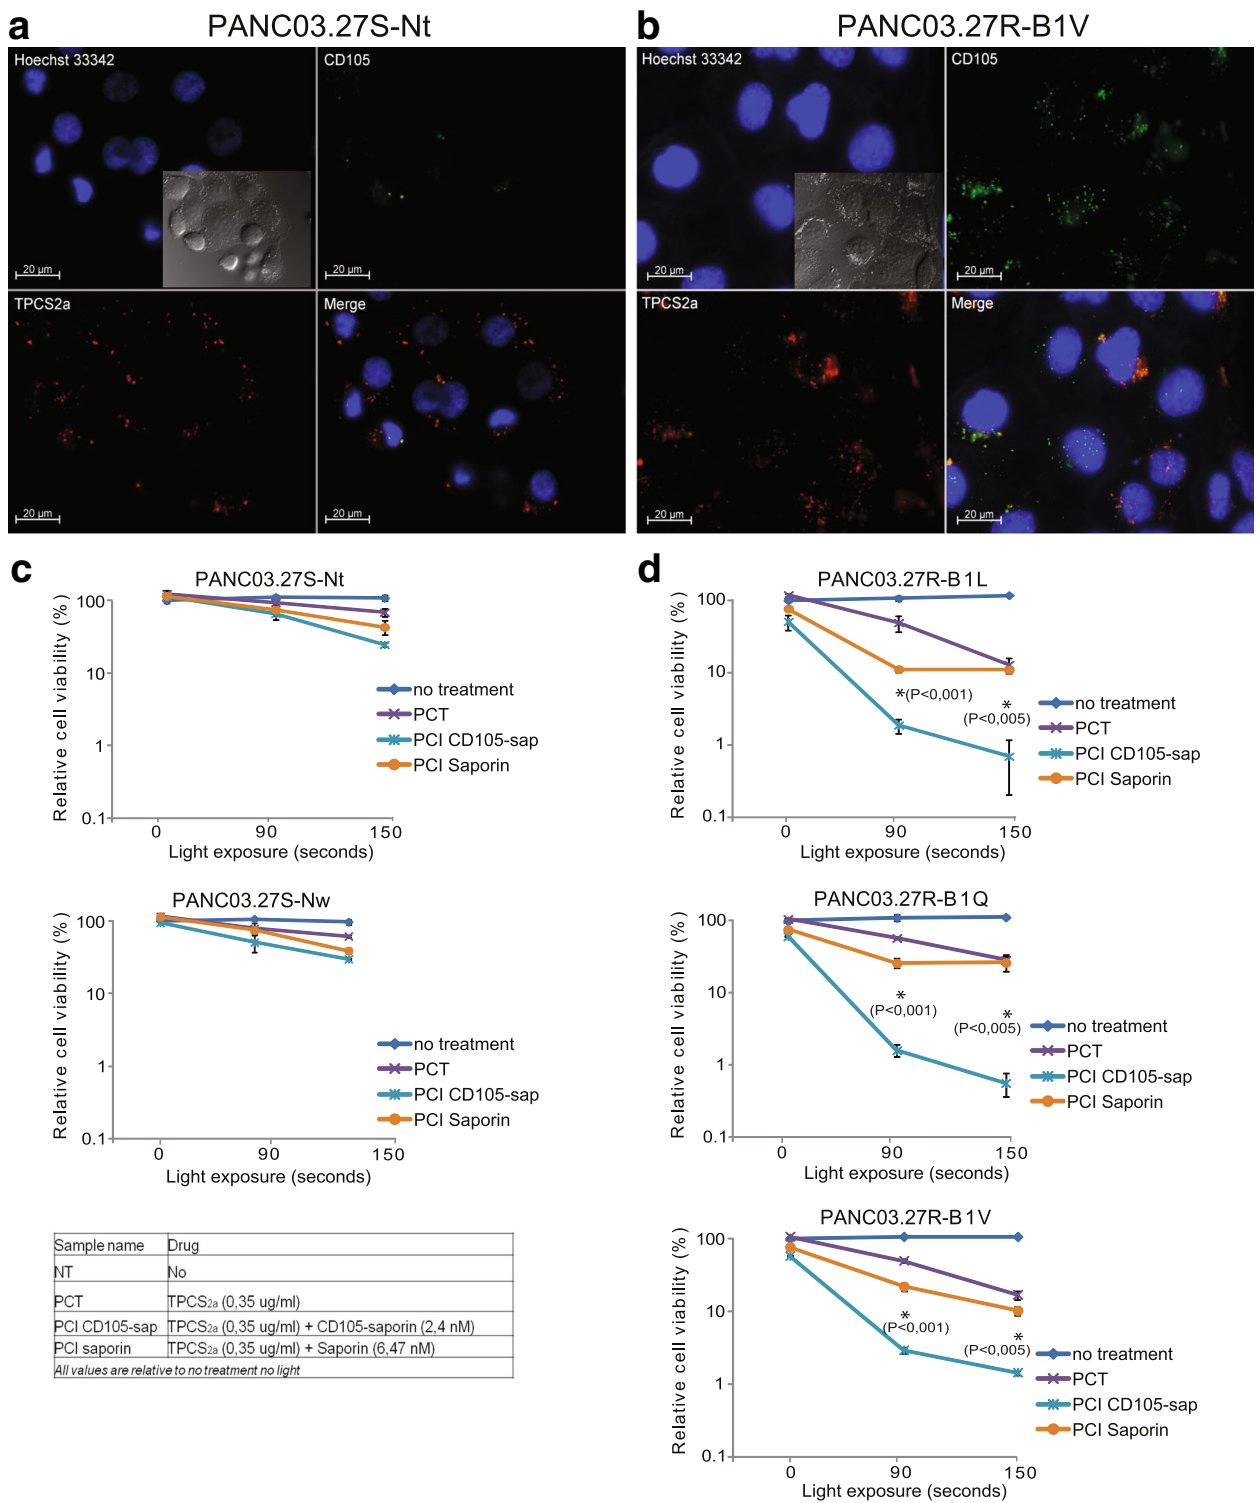 a PANC03.27S-Nt
Hoechst 33342
CD105
20 µm
20 µm
TPCS2a
Merge
20 µm
20 µm
b PANC03.27R-B1V
Hoechst 33342
CD105
20 µm
20 µm
TPCS2a
Merge
20 µm
20 µm
c
PANC03.27S-Nt
Relative cell viability (%)
100
10
1
0.1
0 90 150
Light exposure (seconds)
no treatment
PCT
PCI CD105-sap
PCI Saporin
PANC03.27S-Nw
Relative cell viability (%)
100
10
1
0.1
0 90 150
Light exposure (seconds)
no treatment
PCT
PCI CD105-sap
PCI Saporin
Sample name Drug
NT No
PCT TPCS2a (0,35 ug/ml)
PCI CD105-sap TPCS2a (0,35 ug/ml) + CD105-saporin (2,4 nM)
PCI saporin TPCS2a (0,35 ug/ml) + Saporin (6,47 nM)
All values are relative to no treatment no light
d
PANC03.27R-B1L
Relative cell viability (%)
100
10
1
0.1
0 90 150
Light exposure (seconds)
*(P<0,001)
*
(P<0,005)
no treatment
PCT
PCI CD105-sap
PCI Saporin
PANC03.27R-B1Q
Relative cell viability (%)
100
10
1
0.1
0 90 150
Light exposure (seconds)
*
(P<0,001)
*
(P<0,005)
no treatment
PCT
PCI CD105-sap
PCI Saporin
PANC03.27R-B1V
Relative cell viability (%)
100
10
1
0.1
0 90 150
Light exposure (seconds)
*
(P<0,001)
*
(P<0,005)
no treatment
PCT
PCI CD105-sap
PCI Saporin